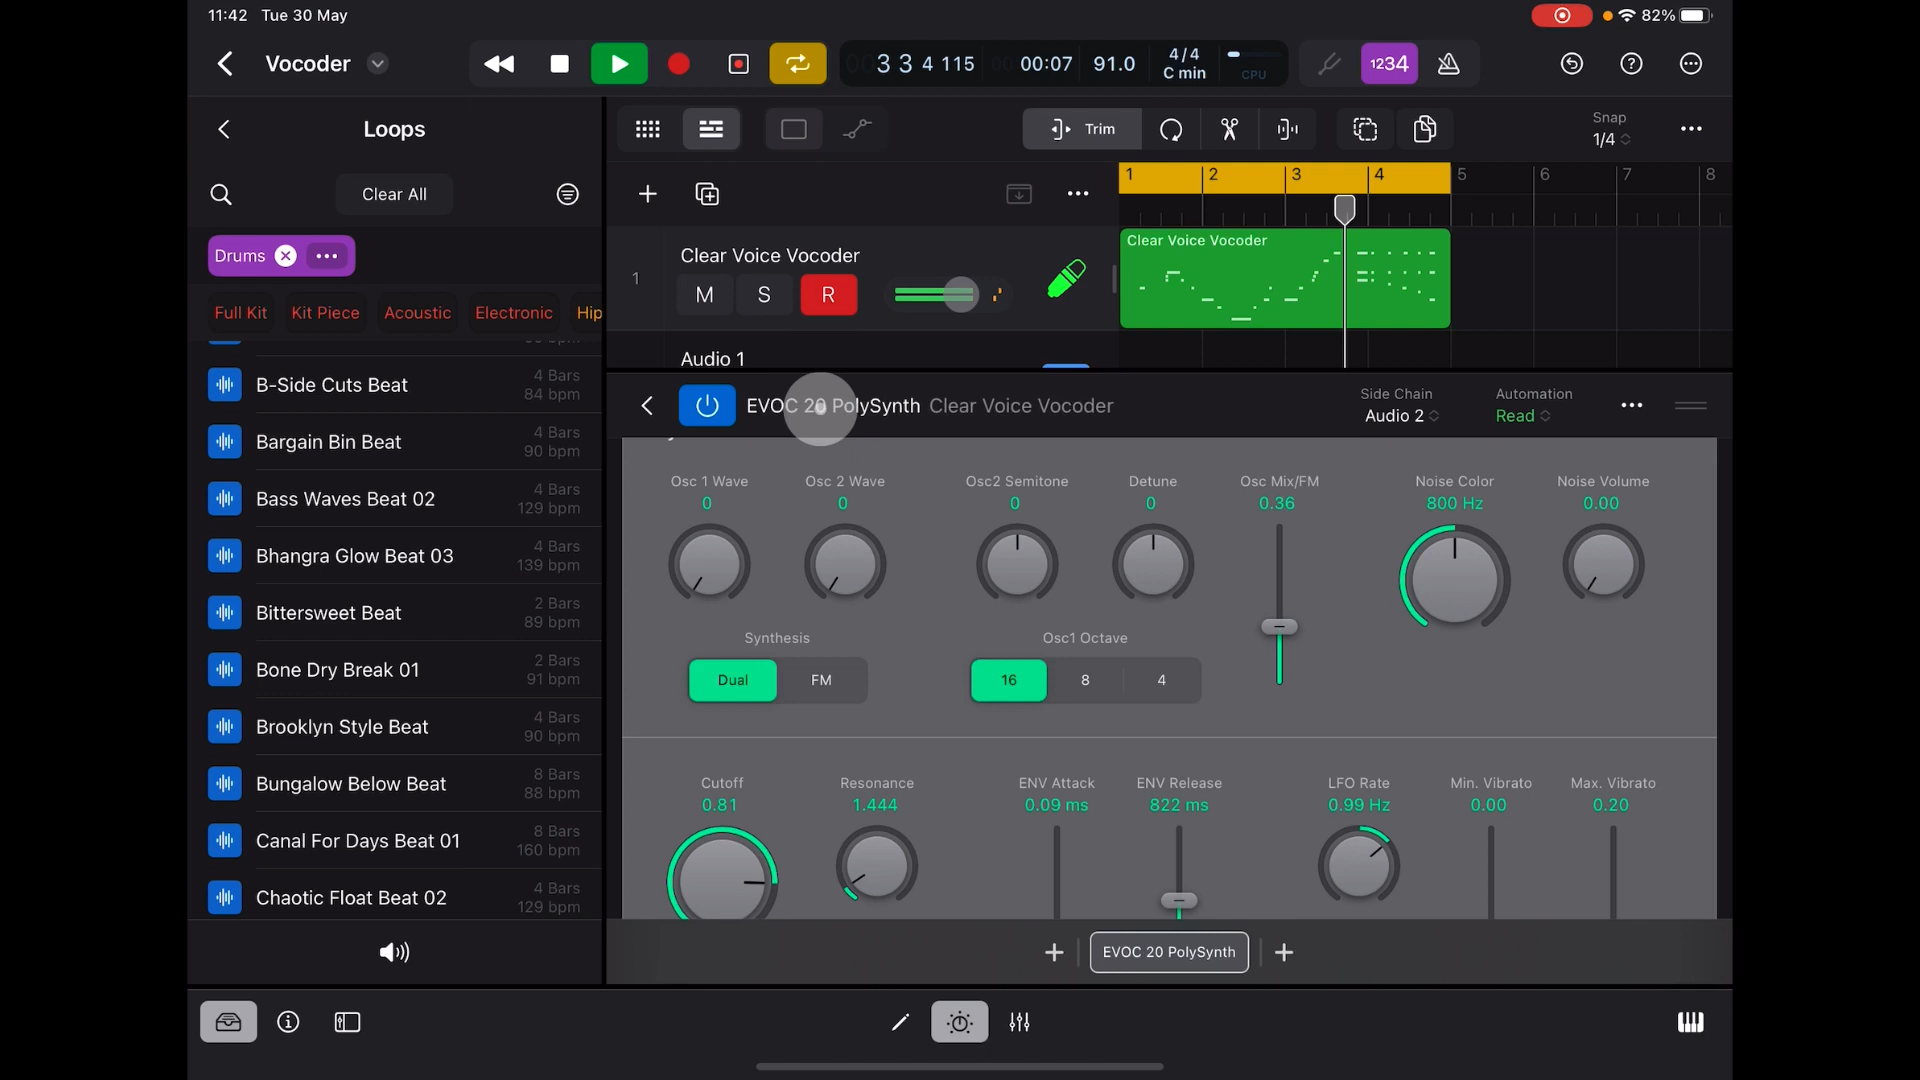 11:42 Tue 30 May
82%
Vocoder
3 3 4 115
00:07
91.0
4/4
C min
CPU
1234
Loops
Trim
Snap
1/4
Clear All
1 2 3 4 5 6 7 8
Drums
Full Kit Kit Piece Acoustic Electronic Hip
1
Clear Voice Vocoder
M S R
Clear Voice Vocoder
Audio 1
B-Side Cuts Beat
4 Bars
84 bpm
Bargain Bin Beat
4 Bars
90 bpm
Bass Waves Beat 02
4 Bars
129 bpm
Bhangra Glow Beat 03
4 Bars
139 bpm
Bittersweet Beat
2 Bars
89 bpm
Bone Dry Break 01
2 Bars
91 bpm
Brooklyn Style Beat
4 Bars
90 bpm
Bungalow Below Beat
8 Bars
88 bpm
Canal For Days Beat 01
8 Bars
160 bpm
Chaotic Float Beat 02
4 Bars
129 bpm
EVOC 20 PolySynth Clear Voice Vocoder
Side Chain
Audio 2
Automation
Read
Osc 1 Wave
0
Osc 2 Wave
0
Osc2 Semitone
0
Detune
0
Osc Mix/FM
0.36
Noise Color
800 Hz
Noise Volume
0.00
Synthesis
Dual FM
Osc1 Octave
16 8 4
Cutoff
0.81
Resonance
1.444
ENV Attack
0.09 ms
ENV Release
822 ms
LFO Rate
0.99 Hz
Min. Vibrato
0.00
Max. Vibrato
0.20
EVOC 20 PolySynth